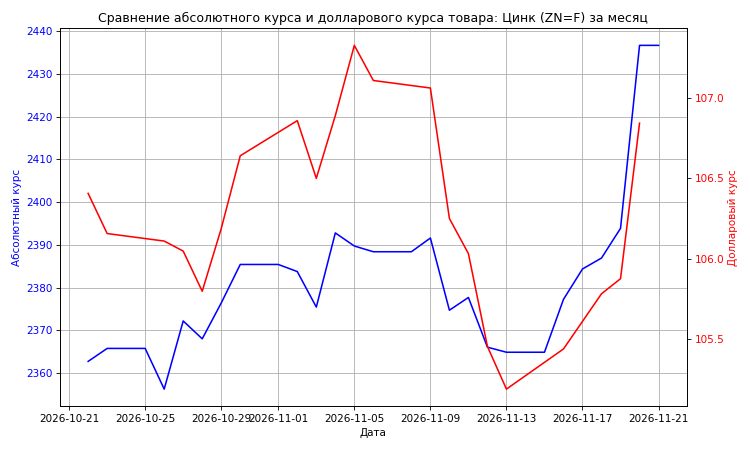 Сравнение абсолютного курса и долларового курса товара: Цинк (ZN=F) за месяц
2440
2430
2420
2410
2400
2390
2380
2370
2360
Абсолютный курс
107.0
106.5
106.0
105.5
Долларовый курс
2026-10-21 2026-10-25 2026-10-29 2026-11-01 2026-11-05 2026-11-09 2026-11-13 2026-11-17 2026-11-21
Дата